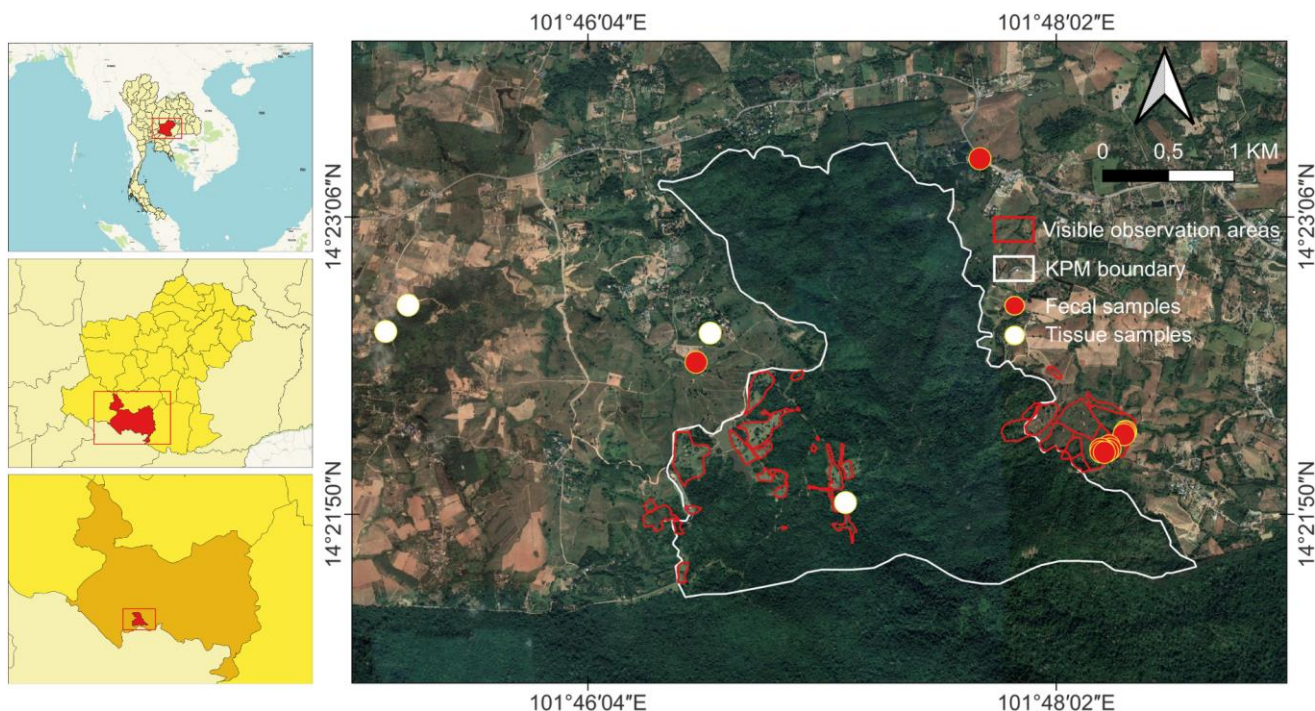 101°46′04″E
101°48′02″E
0 0,5 1 KM
14°23′06″N
14°23′06″N
Visible observation areas
KPM boundary
Fecal samples
Tissue samples
14°21′50″N
14°21′50″N
101°46′04″E
101°48′02″E